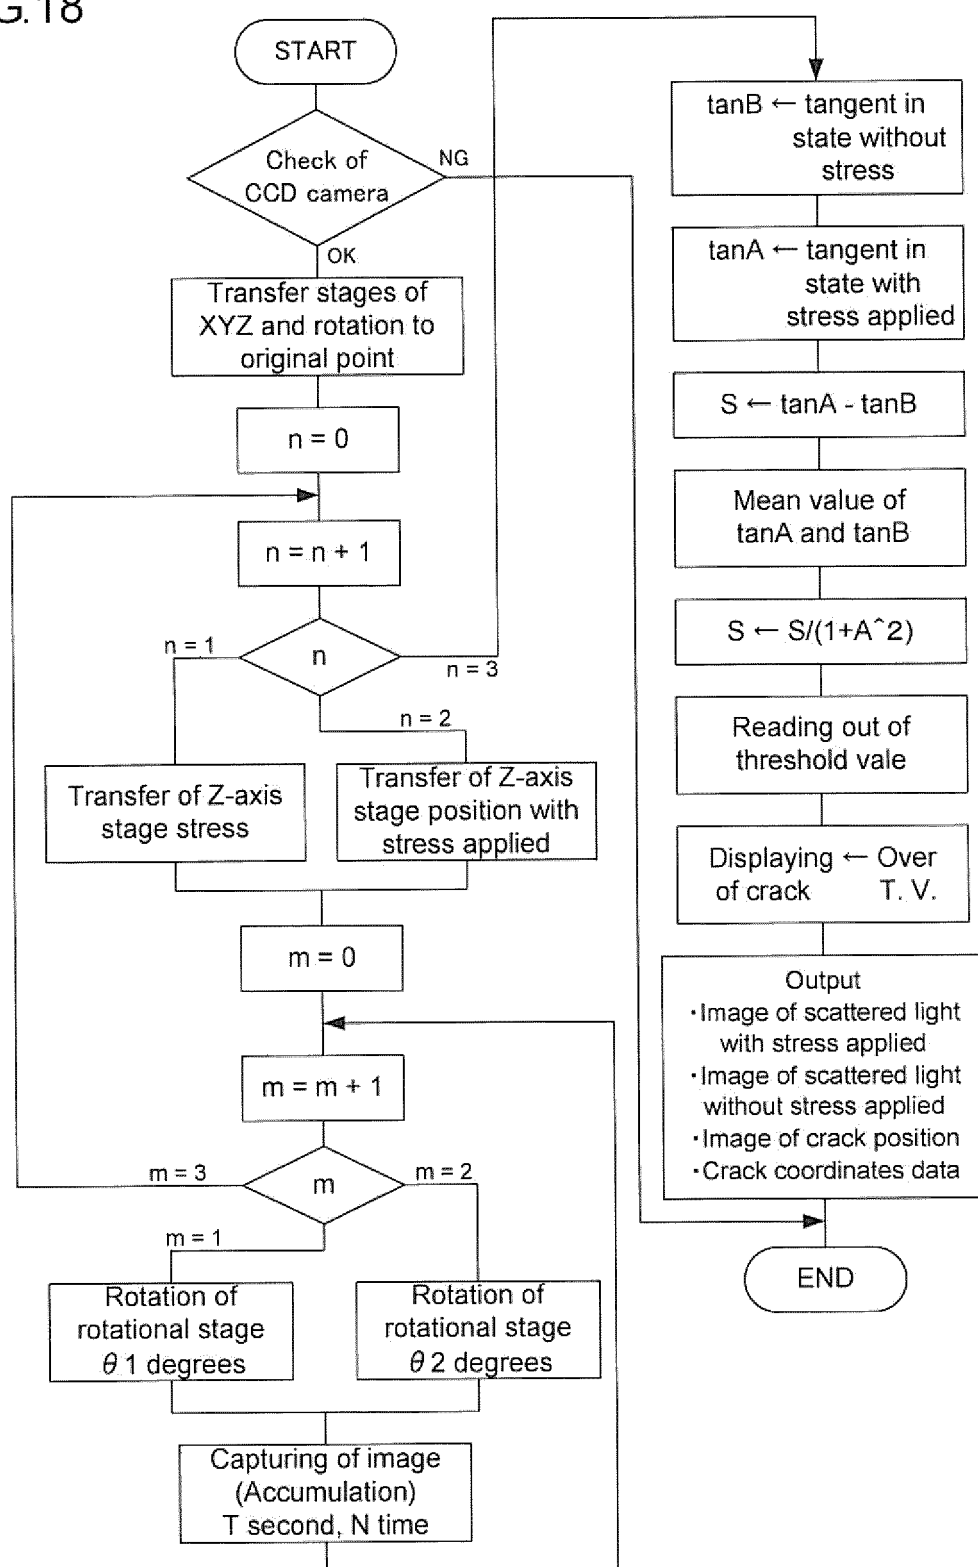 G.18
START
Check of
CCD camera
NG
OK
Transfer stages of
XYZ and rotation to
original point
n = 0
n = n + 1
n
n = 1
n = 2
n = 3
Transfer of Z-axis
stage stress
Transfer of Z-axis
stage position with
stress applied
m = 0
m = m + 1
m
m = 3
m = 2
m = 1
Rotation of
rotational stage
θ 1 degrees
Rotation of
rotational stage
θ 2 degrees
Capturing of image
(Accumulation)
T second, N time
tanB ← tangent in
state without
stress
tanA ← tangent in
state with
stress applied
S ← tanA - tanB
Mean value of
tanA and tanB
S ← S/(1+A^2)
Reading out of
threshold vale
Displaying ← Over
of crack T. V.
Output
・Image of scattered light
with stress applied
・Image of scattered light
without stress applied
・Image of crack position
・Crack coordinates data
END